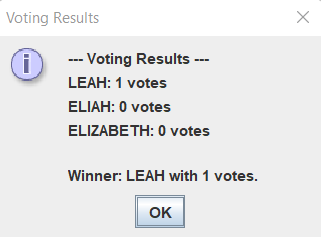 Voting Results
--- Voting Results ---
LEAH: 1 votes
ELIAH: 0 votes
ELIZABETH: 0 votes
Winner: LEAH with 1 votes.
OK